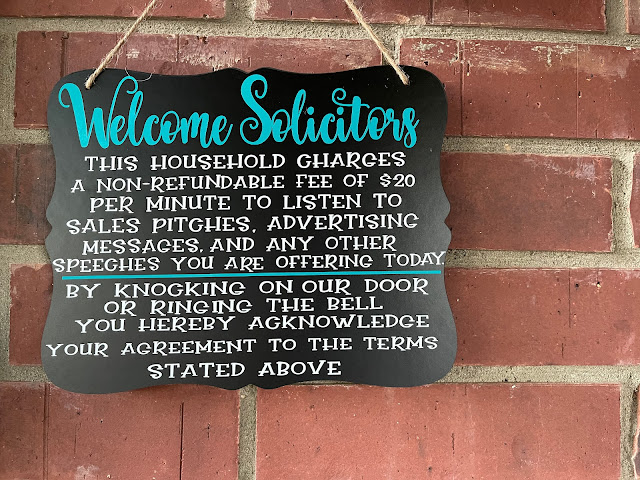 Welcome Solicitors
THIS HOUSEHOLD CHARGES
A NON-REFUNDABLE FEE OF $20
PER MINUTE TO LISTEN TO
SALES PITCHES, ADVERTISING
MESSAGES, AND ANY OTHER
SPEECHES YOU ARE OFFERING TODAY.
BY KNOCKING ON OUR DOOR
OR RINGING THE BELL
YOU HEREBY ACKNOWLEDGE
YOUR AGREEMENT TO THE TERMS
STATED ABOVE